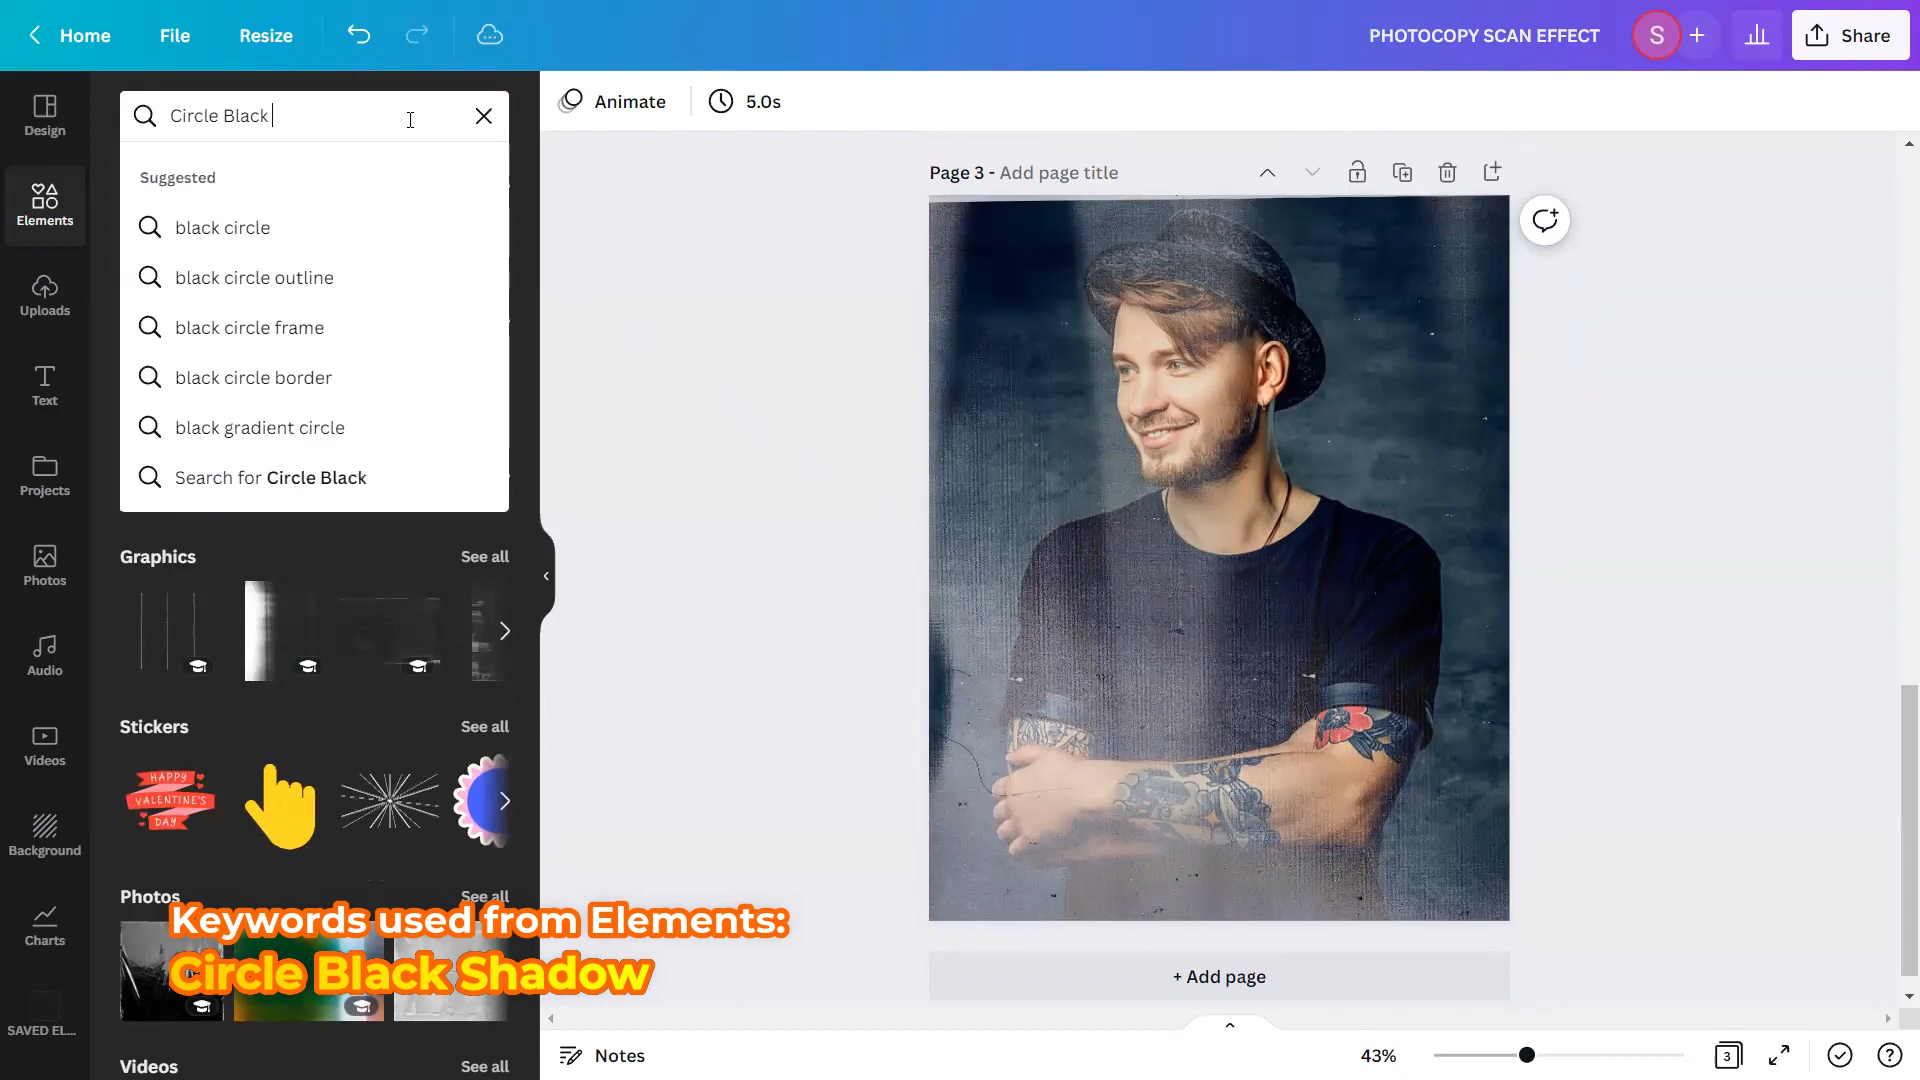 Home
File
Resize
PHOTOCOPY SCAN EFFECT
S
Share
Design
Elements
Uploads
Text
Projects
Photos
Audio
Videos
Background
Charts
SAVED EL...
Circle Black
Suggested
black circle
black circle outline
black circle frame
black circle border
black gradient circle
Search for Circle Black
Graphics
See all
Stickers
See all
HAPPY
VALENTINE'S
DAY
Photos
See all
Videos
See all
Animate
5.0s
Page 3 - Add page title
+ Add page
Notes
43%
3
Keywords used from Elements:
Circle Black Shadow